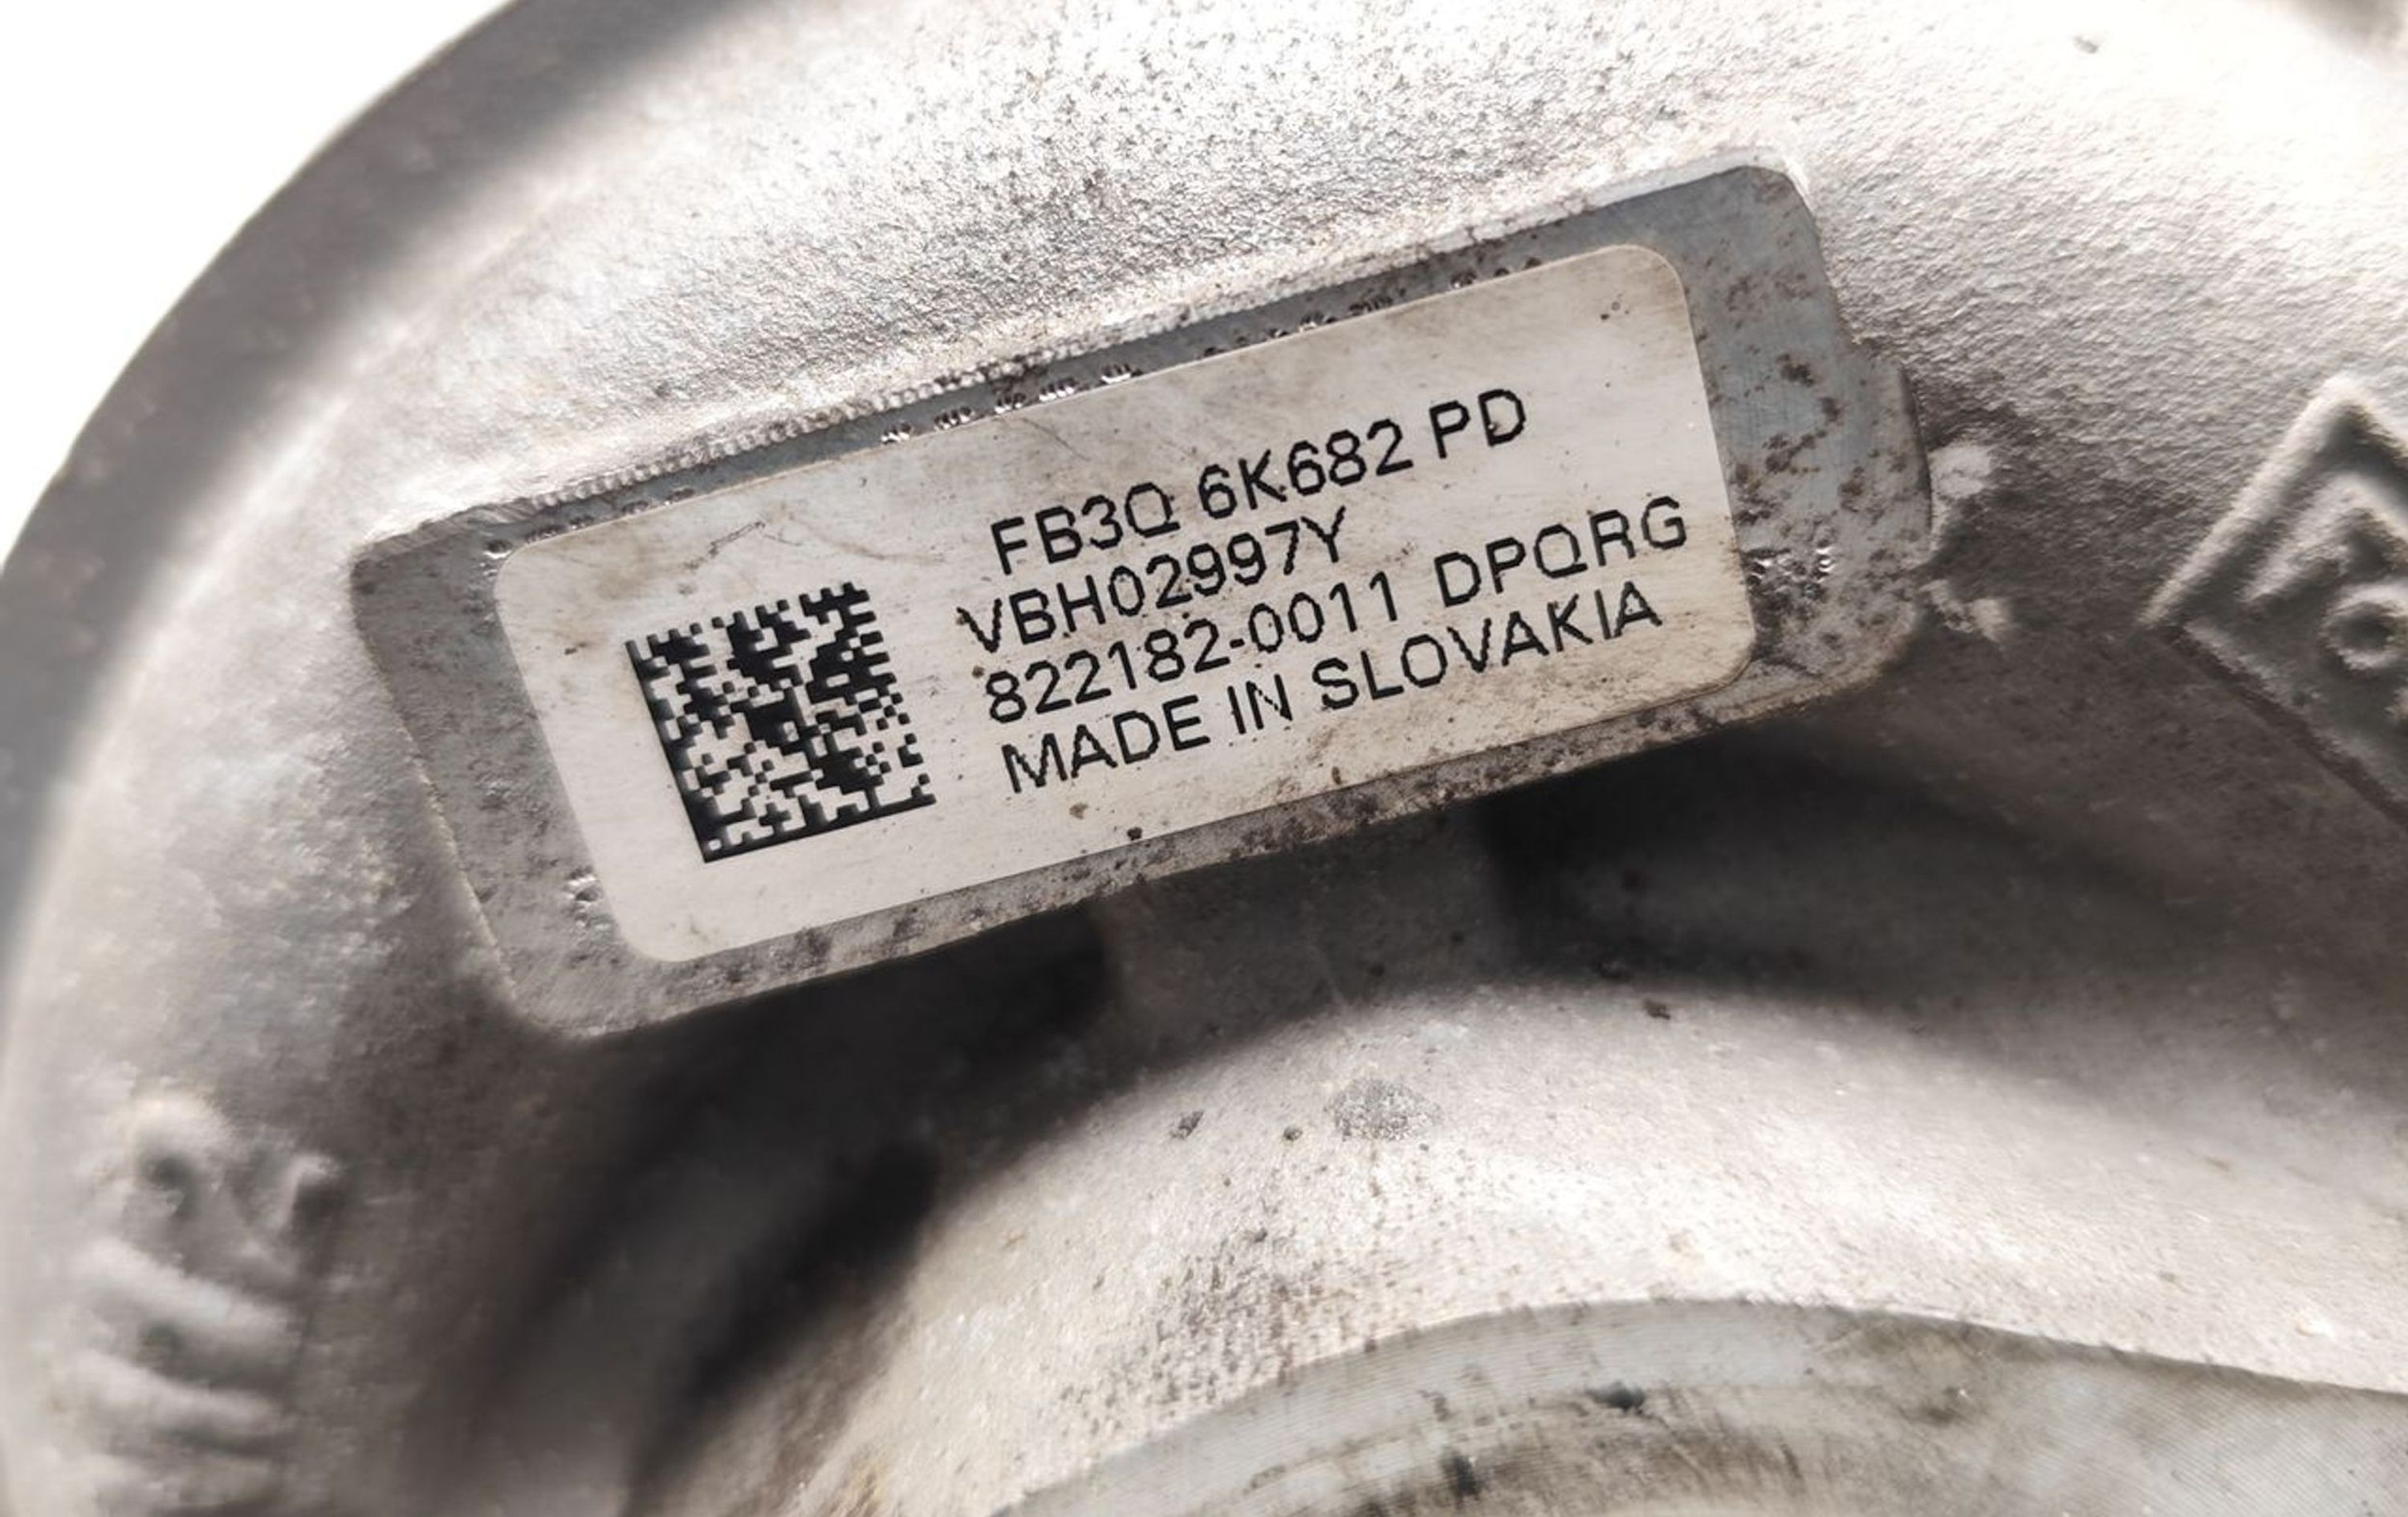 FB3Q 6K682 PD
VBH02997Y
822182-0011 DPQRG
MADE IN SLOVAKIA